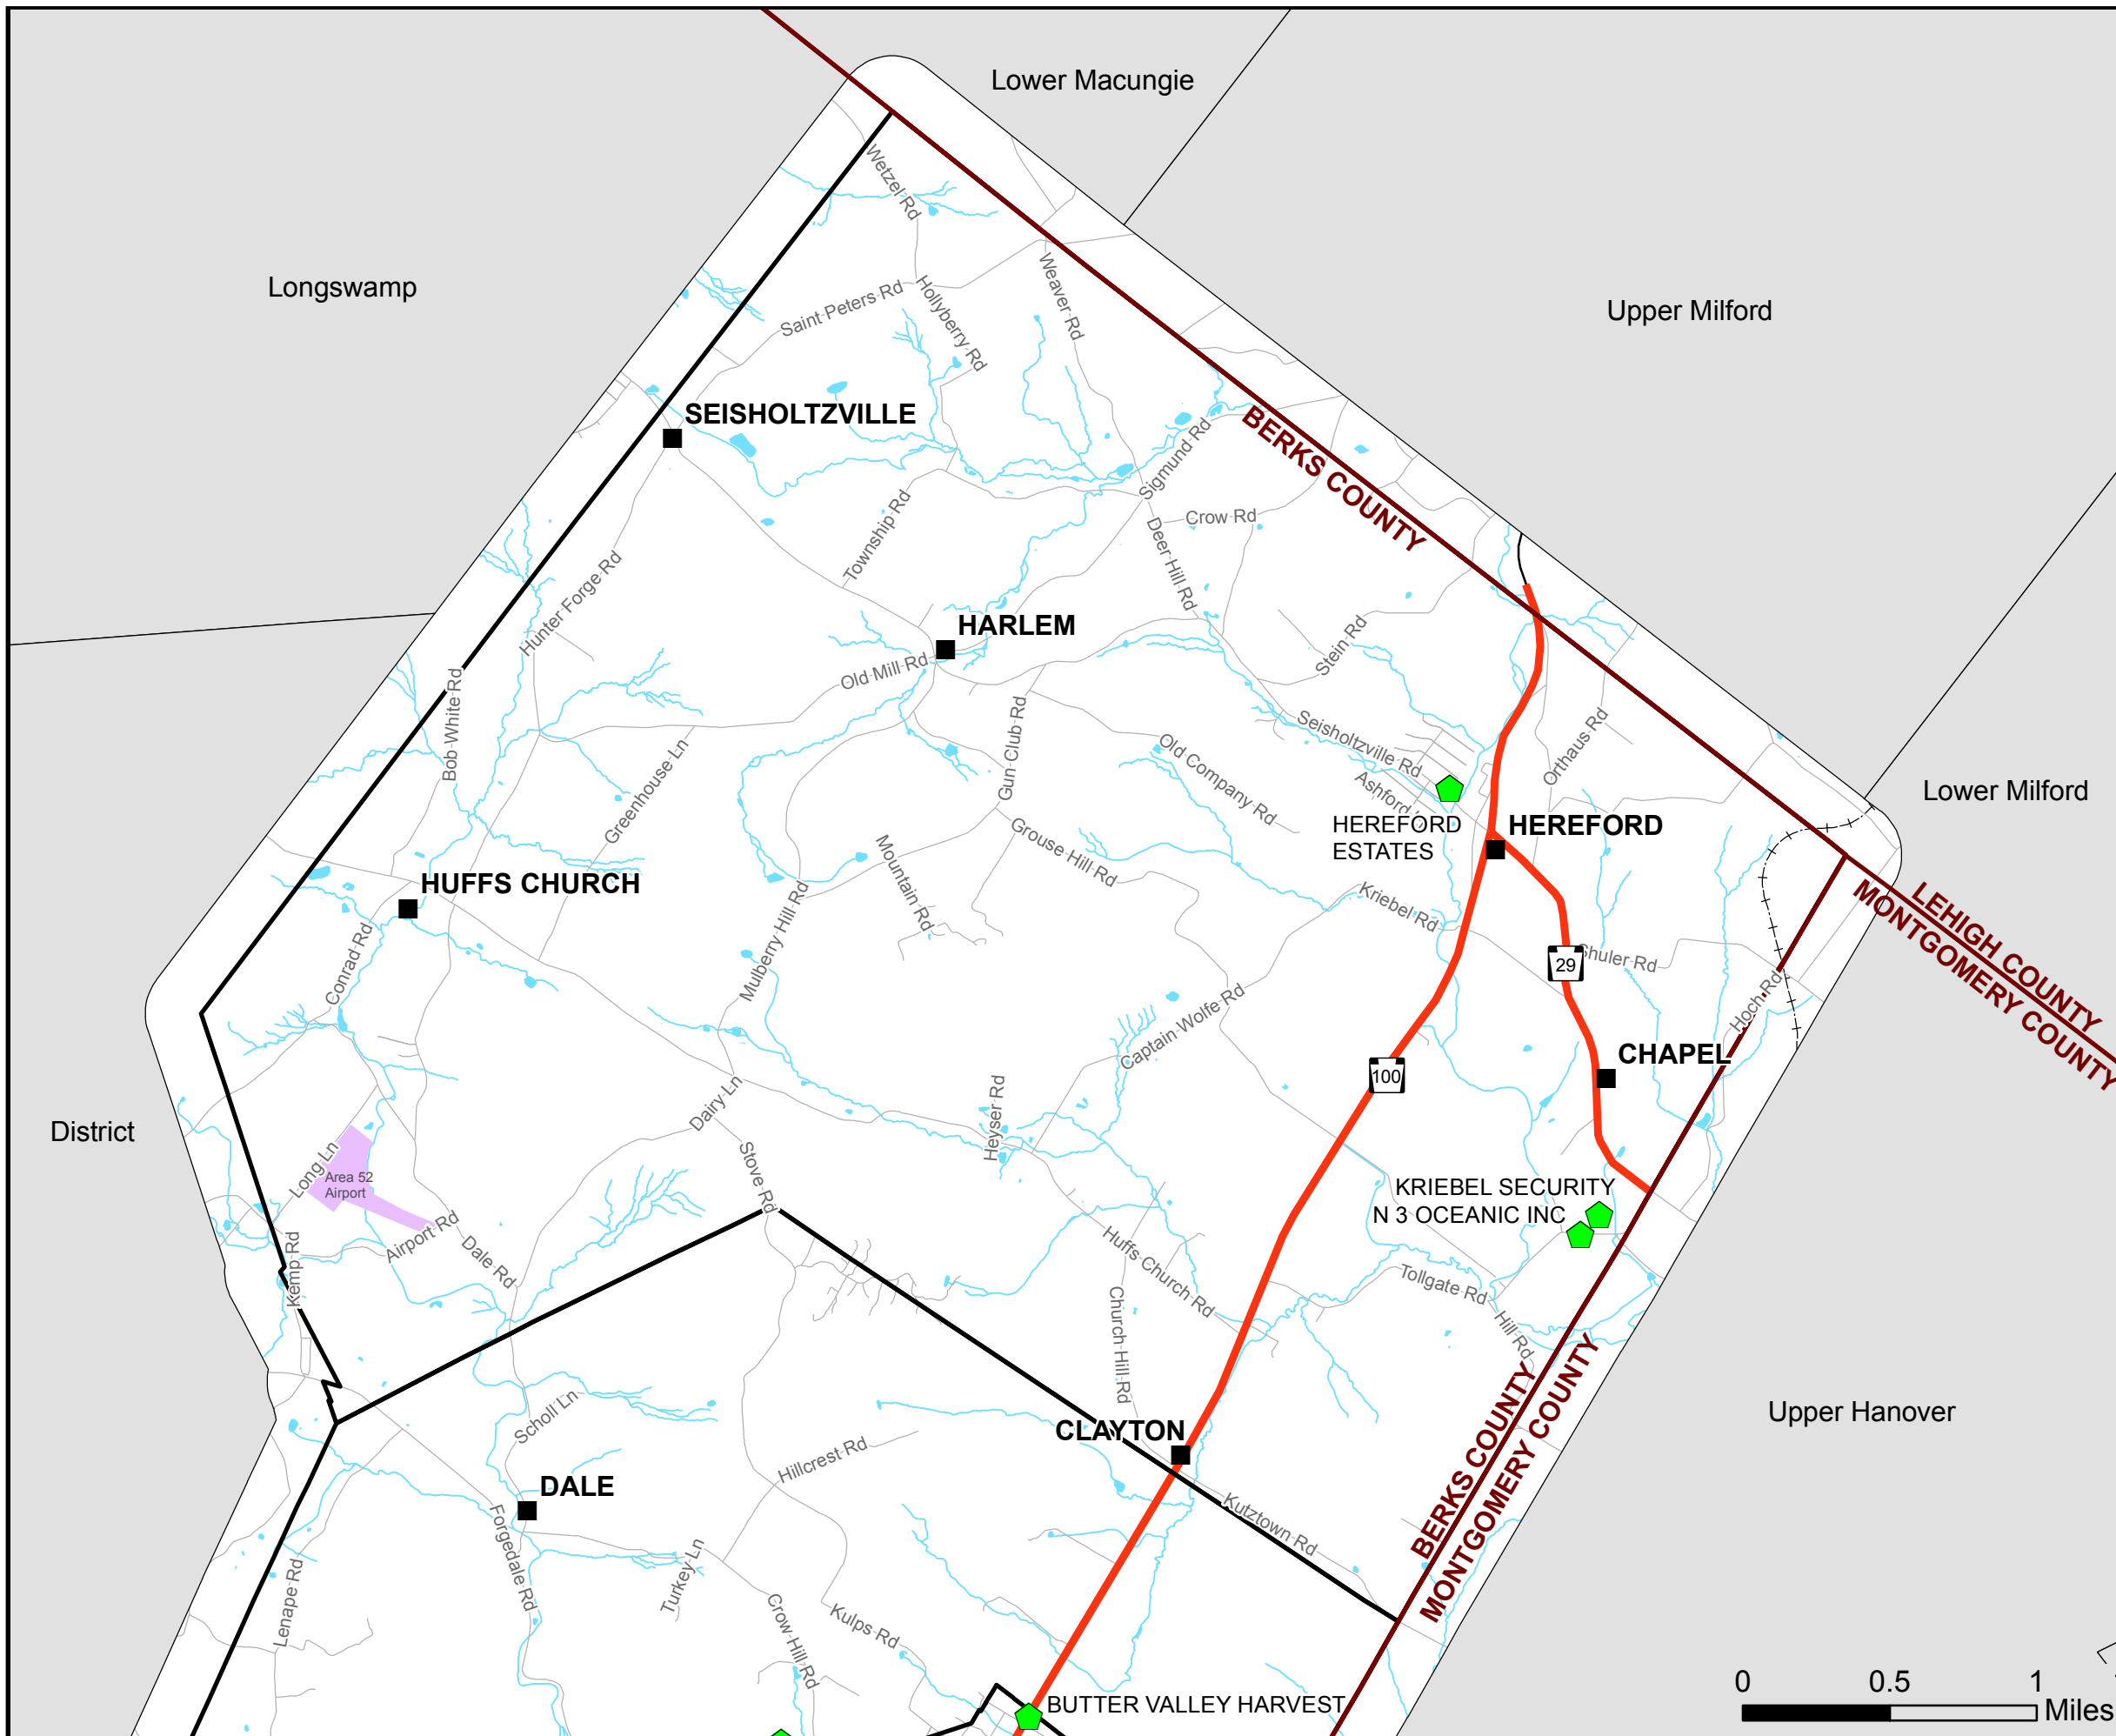 Lower Macungie
Wetzel Rd
Longswamp
Saint Peters Rd
Hollyberry Rd
Weaver Rd
Upper Milford
SEISHOLTZVILLE
BERKS COUNTY
Sigmund Rd
Township Rd
Crow Rd
Deer Hill Rd
Hunter Forge Rd
HARLEM
Old Mill Rd
Stein Rd
Bob White Rd
Gun Club Rd
Seisholtzville Rd
Orthaus Rd
Greenhouse Ln
Old Company Rd
Ashford
Lower Milford
HEREFORD
ESTATES
HEREFORD
Grouse Hill Rd
Mountain Rd
HUFFS CHURCH
Kriebel Rd
LEHIGH COUNTY
MONTGOMERY COUNTY
Mulberry Hill Rd
Conrad Rd
29
Shuler Rd
Hoch Rd
Captain Wolfe Rd
CHAPEL
100
District
Dairy Ln
Heyser Rd
Stove Rd
Long Ln
Area 52
Airport
KRIEBEL SECURITY
N 3 OCEANIC INC
Airport Rd
Dale Rd
Kemp Rd
Huffs Church Rd
Tollgate Rd
Hill Rd
Church Hill Rd
Scholl Ln
CLAYTON
BERKS COUNTY
MONTGOMERY COUNTY
Upper Hanover
Hillcrest Rd
DALE
Kutztown Rd
Forgedale Rd
Turkey Ln
Lenape Rd
Crow Hill Rd
Kulps Rd
BUTTER VALLEY HARVEST
0 0.5 1
Miles